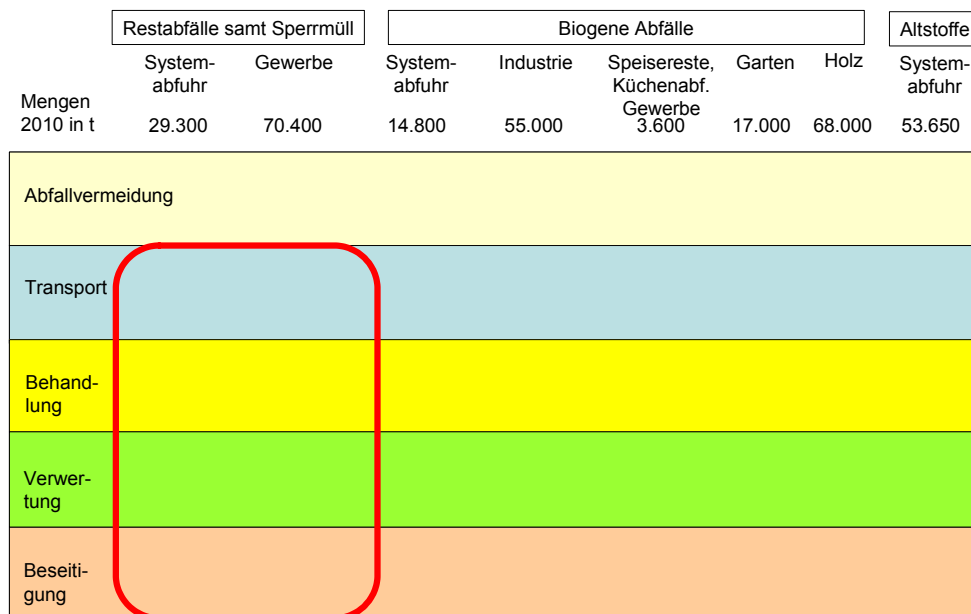 Restabfälle samt Sperrmüll
Biogene Abfälle
Altstoffe
System-
abfuhr
Gewerbe
System-
abfuhr
Industrie
Speisereste,
Küchenabf.
Gewerbe
Garten
Holz
System-
abfuhr
Mengen
2010 in t
29.300
70.400
14.800
55.000
3.600
17.000
68.000
53.650
Abfallvermeidung
Transport
Behand-
lung
Verwer-
tung
Beseiti-
gung